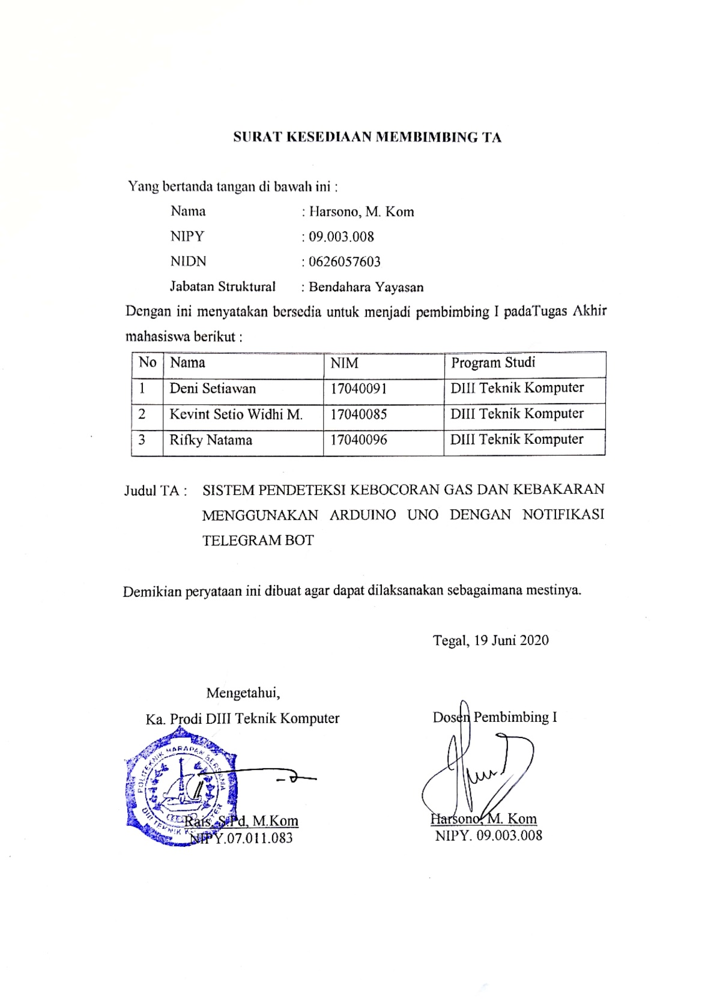 SURAT KESEDIAAN MEMBIMBING TA
Yang bertanda tangan di bawah ini :
Nama : Harsono, M. Kom
NIPY : 09.003.008
NIDN : 0626057603
Jabatan Struktural : Bendahara Yayasan
Dengan ini menyatakan bersedia untuk menjadi pembimbing I padaTugas Akhir
mahasiswa berikut :
No Nama NIM Program Studi
1 Deni Setiawan 17040091 DIII Teknik Komputer
2 Kevint Setio Widhi M. 17040085 DIII Teknik Komputer
3 Rifky Natama 17040096 DIII Teknik Komputer
Judul TA : SISTEM PENDETEKSI KEBOCORAN GAS DAN KEBAKARAN
MENGGUNAKAN ARDUINO UNO DENGAN NOTIFIKASI
TELEGRAM BOT
Demikian peryataan ini dibuat agar dapat dilaksanakan sebagaimana mestinya.
Tegal, 19 Juni 2020
Mengetahui,
Ka. Prodi DIII Teknik Komputer
Dosen Pembimbing I
POLITEKNIK HARAPAN BERSAMA
DIII TEKNIK
Rais, S.Pd, M.Kom
NIPY.07.011.083
Harsono, M. Kom
NIPY. 09.003.008